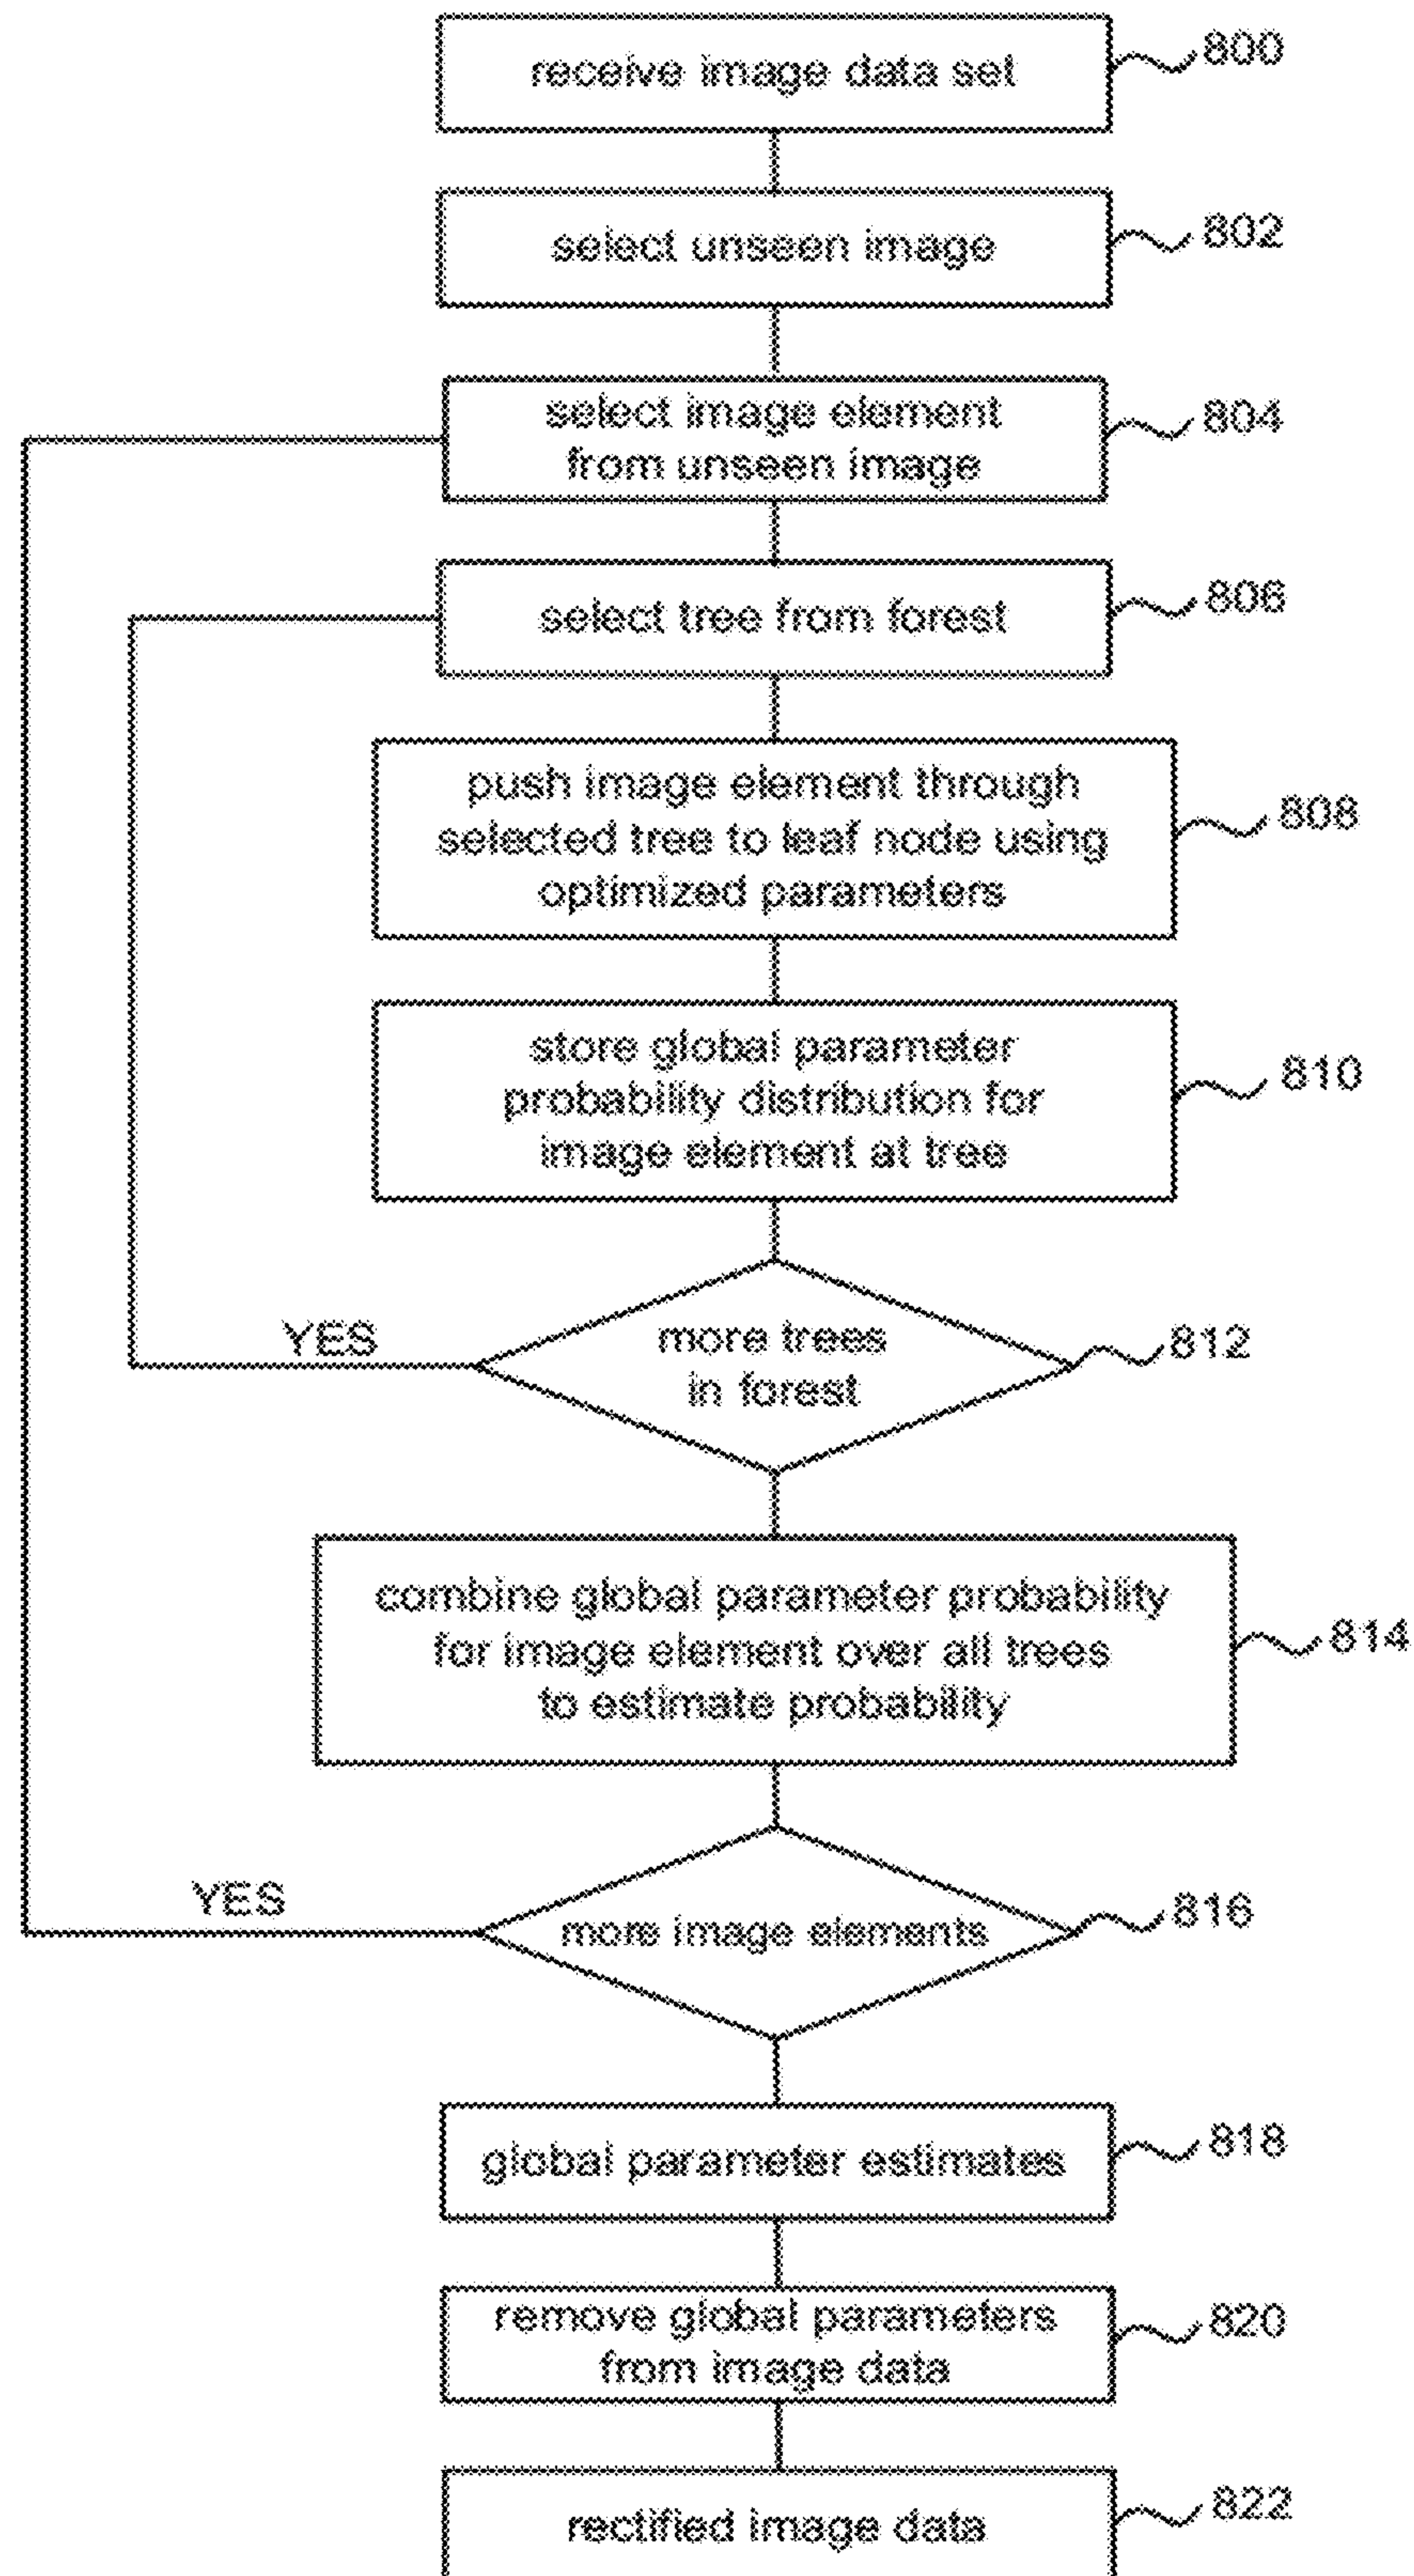 receive image data set
800
select unseen image
802
select image element
from unseen image
804
select tree from forest
806
push image element through
selected tree to leaf node using
optimized parameters
808
store global parameter
probability distribution for
image element at tree
810
YES
more trees
in forest
812
combine global parameter probability
for image element over all trees
to estimate probability
814
YES
more image elements
816
global parameter estimates
818
remove global parameters
from image data
820
rectified image data
822